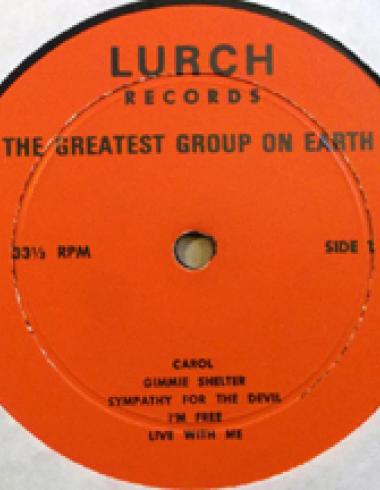 LURCH
RECORDS
THE GREATEST GROUP ON EARTH
33⅓ RPM SIDE 1
CAROL
GIMMIE SHELTER
SYMPATHY FOR THE DEVIL
I'M FREE
LIVE WITH ME